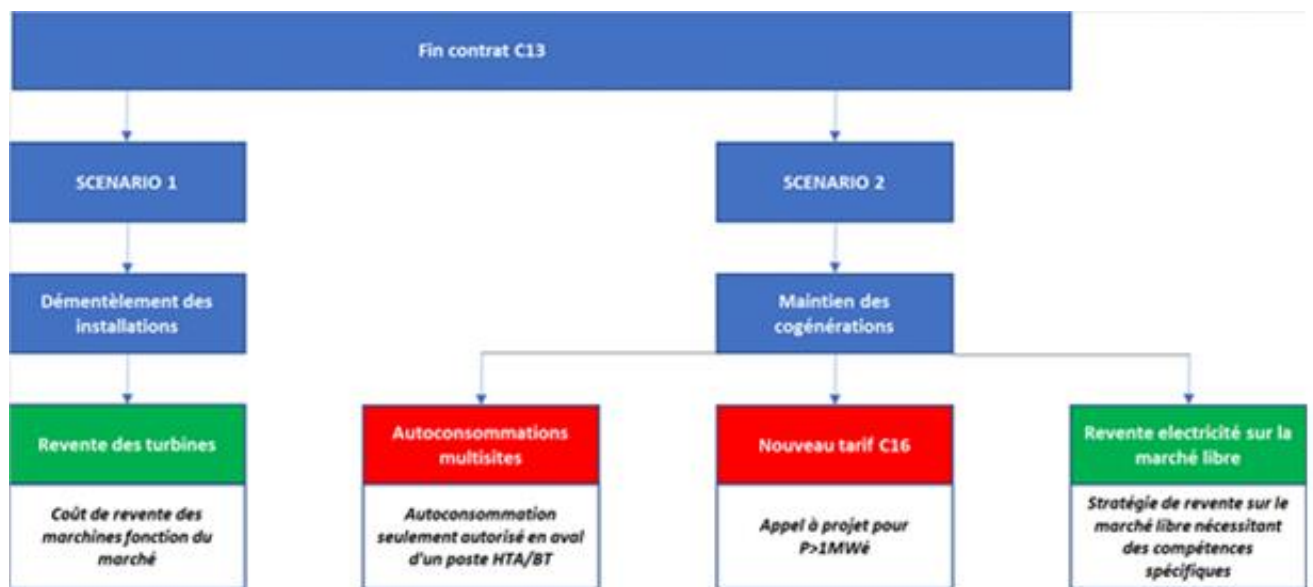 Fin contrat C13
SCENARIO 1
SCENARIO 2
Démentèlement des
installations
Maintien des
cogénérations
Revente des turbines
Autoconsommations
multisites
Nouveau tarif C16
Revente electricité sur la
marché libre
Coût de revente des
machines fonction du
marché
Autoconsommation
seulement autorisé en aval
d'un poste HTA/BT
Appel à projet pour
P>1MWé
Stratégie de revente sur le
marché libre nécessitant
des compétences
spécifiques